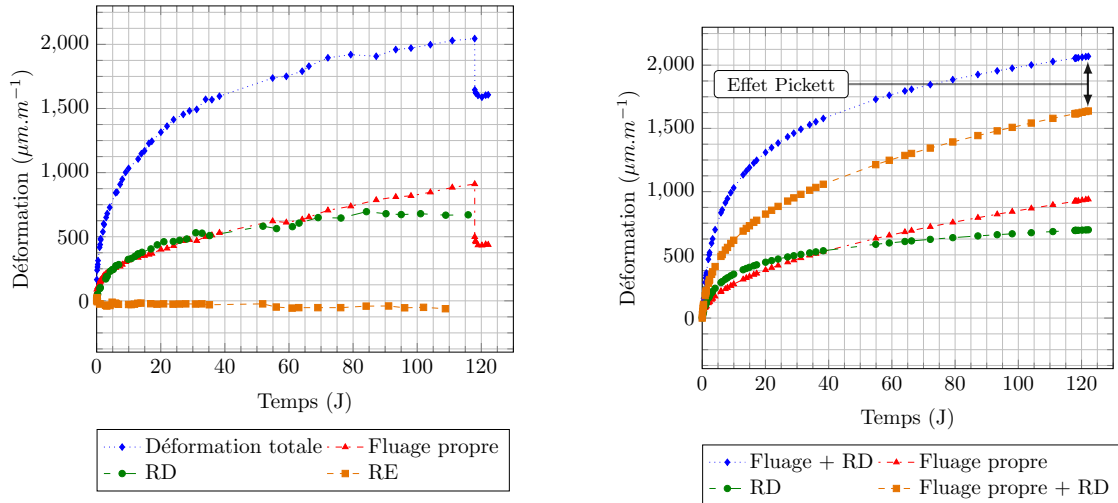 2,000
1,500
1,000
500
0
Déformation (μm.m⁻¹)
0 20 40 60 80 100 120
Temps (J)
Déformation totale Fluage propre
RD RE
2,000
1,500
1,000
500
0
Déformation (μm.m⁻¹)
Effet Pickett
0 20 40 60 80 100 120
Temps (J)
Fluage + RD Fluage propre
RD Fluage propre + RD